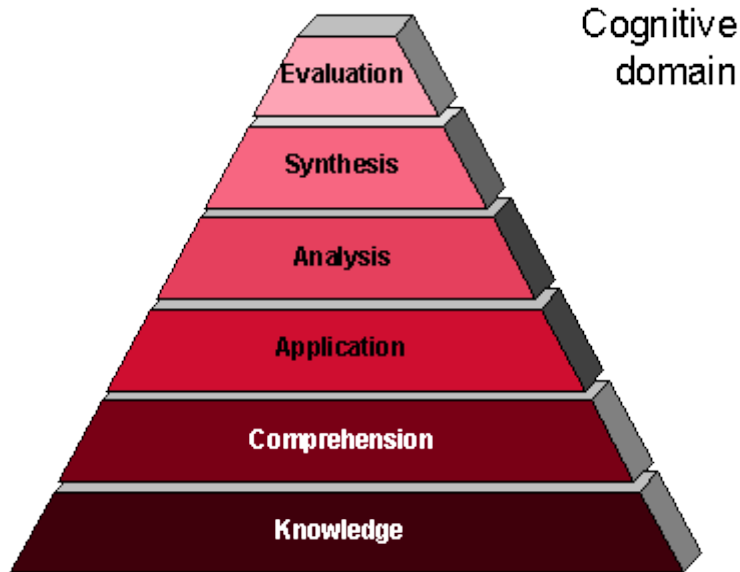 Cognitive
domain
Evaluation
Synthesis
Analysis
Application
Comprehension
Knowledge